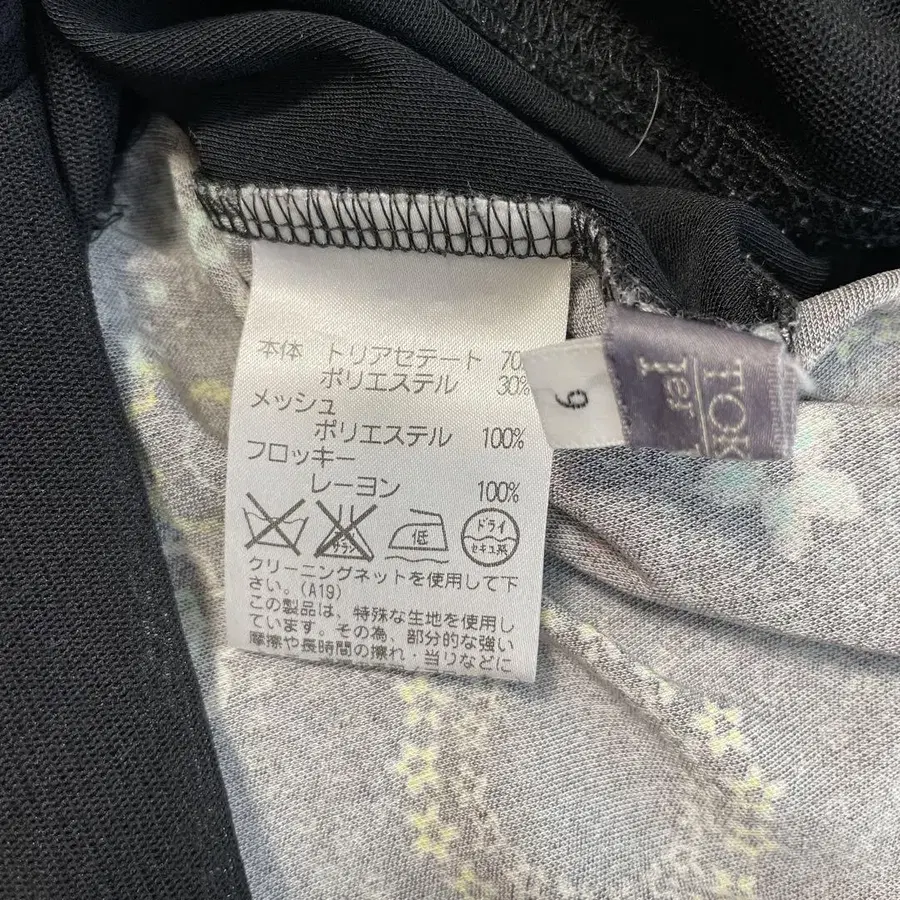 本体 トリアセテート 70
ポリエステル 30%
メッシュ
ポリエステル 100%
フロッキー
レーヨン 100%
低
ドライ
セキユ系
クリーニングネットを使用して下
さい。(A19)
この製品は、特殊な生地を使用し
ています。その為、部分的な強い
摩擦や長時間の擦れ・当りなどに
9
TOK
1er